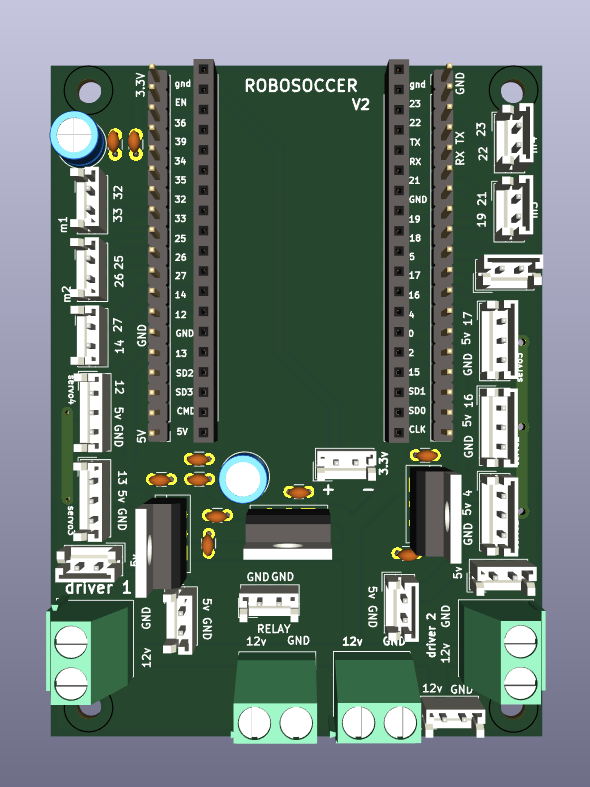 ROBOSOCCER
V2
3.3V
gnd
EN
36
39
34
35
32
33
25
26
27
14
12
GND
13
SD2
SD3
CMD
5V
GND
5V
gnd
23
22
TX
RX
21
GND
19
18
5
17
16
4
0
2
15
SD1
SD0
CLK
GND
RX TX
22 23
19 21
m1
33 32
m2
26 25
14 27
servo4
12
5v GND
servo3
13 5v GND
GND 5v 17
GND 5v 16
GND 5v 4
5v
3.3v
+ −
driver 1
GND
12v
5v GND
GND GND
RELAY
12v GND
5v GND
12v GND
driver 2
12v GND
12v GND